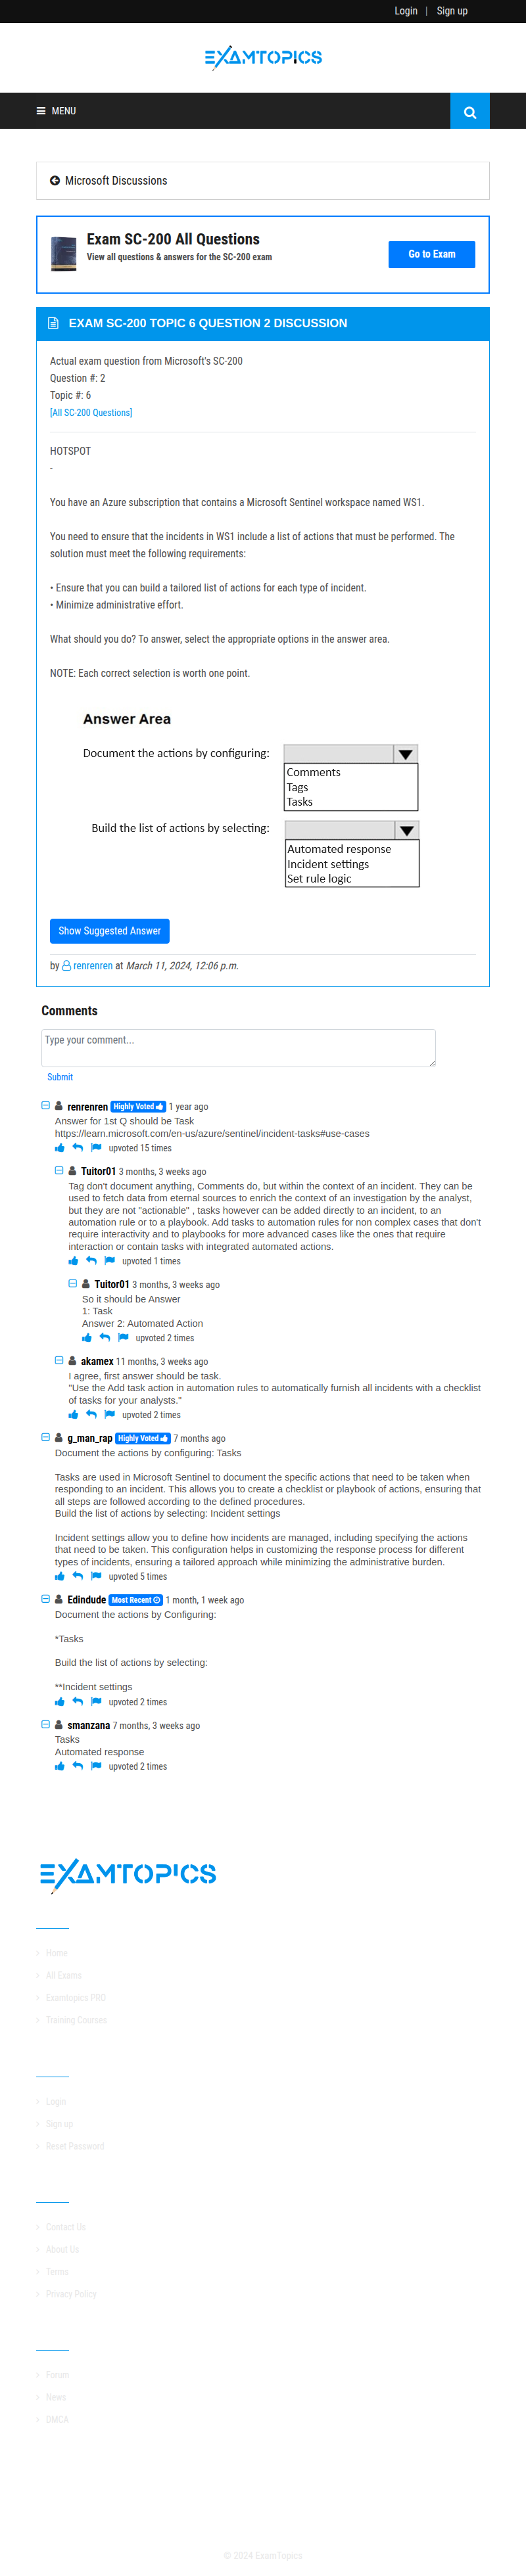 Login | Sign up
EXAMTOPICS
MENU
Microsoft Discussions
Exam SC-200 All Questions
View all questions & answers for the SC-200 exam
Go to Exam
EXAM SC-200 TOPIC 6 QUESTION 2 DISCUSSION
Actual exam question from Microsoft's SC-200
Question #: 2
Topic #: 6
[All SC-200 Questions]
HOTSPOT
-
You have an Azure subscription that contains a Microsoft Sentinel workspace named WS1.
You need to ensure that the incidents in WS1 include a list of actions that must be performed. The
solution must meet the following requirements:
• Ensure that you can build a tailored list of actions for each type of incident.
• Minimize administrative effort.
What should you do? To answer, select the appropriate options in the answer area.
NOTE: Each correct selection is worth one point.
Answer Area
Document the actions by configuring:
Comments
Tags
Tasks
Build the list of actions by selecting:
Automated response
Incident settings
Set rule logic
Show Suggested Answer
by renrenren at March 11, 2024, 12:06 p.m.
Comments
Type your comment...
Submit
renrenren Highly Voted 1 year ago
Answer for 1st Q should be Task
https://learn.microsoft.com/en-us/azure/sentinel/incident-tasks#use-cases
upvoted 15 times
Tuitor01 3 months, 3 weeks ago
Tag don't document anything, Comments do, but within the context of an incident. They can be
used to fetch data from eternal sources to enrich the context of an investigation by the analyst,
but they are not "actionable" , tasks however can be added directly to the incident, to an
automation rule or to a playbook. Add tasks to automation rules for non complex cases that don't
require interactivity and to playbooks for more advanced cases like the ones that require
interaction or contain tasks with integrated automated actions.
upvoted 1 times
Tuitor01 3 months, 3 weeks ago
So it should be Answer
1: Task
Answer 2: Automated Action
upvoted 2 times
akamex 11 months, 3 weeks ago
I agree, first answer should be task.
"Use the Add task action in automation rules to automatically furnish all incidents with a checklist
of tasks for your analysts."
upvoted 2 times
g_man_rap Highly Voted 7 months ago
Document the actions by configuring: Tasks
Tasks are used in Microsoft Sentinel to document the specific actions that need to be taken when
responding to an incident. This allows you to create a checklist or playbook of actions, ensuring that
all steps are followed according to the defined procedures.
Build the list of actions by selecting: Incident settings
Incident settings allow you to define how incidents are managed, including specifying the actions
that need to be taken. This configuration helps in customizing the response process for different
types of incidents, ensuring a tailored approach while minimizing the administrative burden.
upvoted 5 times
Edindude Most Recent 1 month, 1 week ago
Document the actions by Configuring:
*Tasks
Build the list of actions by selecting:
**Incident settings
upvoted 2 times
smanzana 7 months, 3 weeks ago
Tasks
Automated response
upvoted 2 times
EXAMTOPICS
Home
All Exams
Examtopics PRO
Training Courses
Login
Sign up
Reset Password
Contact Us
About Us
Terms
Privacy Policy
Forum
News
DMCA
© 2024 ExamTopics